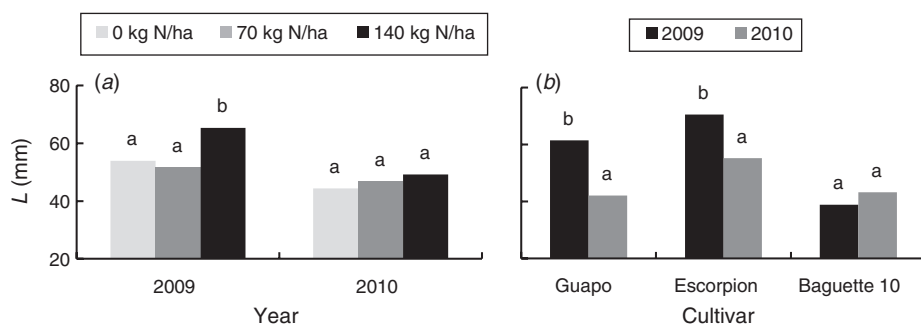 0 kg N/ha 70 kg N/ha 140 kg N/ha
2009 2010
(a)
(b)
80
60
40
20
L (mm)
a a b
a a a
b a
b a
a a
2009 2010
Year
Guapo Escorpion Baguette 10
Cultivar